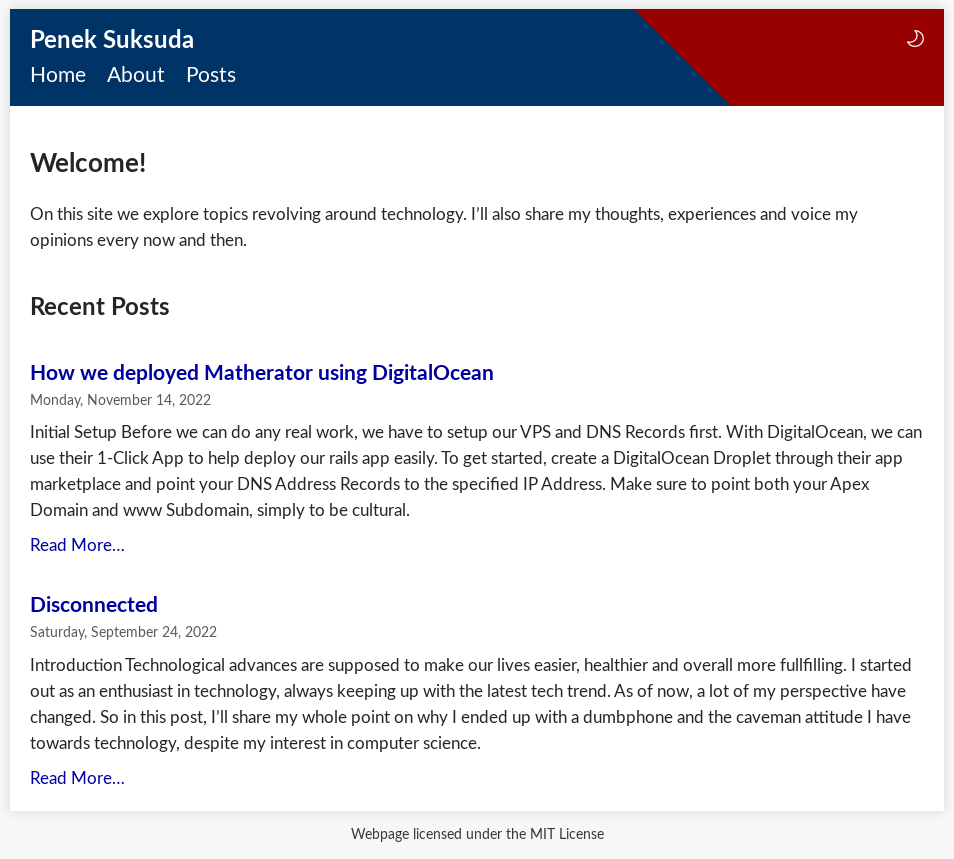 Penek Suksuda
Home About Posts
Welcome!
On this site we explore topics revolving around technology. I’ll also share my thoughts, experiences and voice my
opinions every now and then.
Recent Posts
How we deployed Matherator using DigitalOcean
Monday, November 14, 2022
Initial Setup Before we can do any real work, we have to setup our VPS and DNS Records first. With DigitalOcean, we can
use their 1-Click App to help deploy our rails app easily. To get started, create a DigitalOcean Droplet through their app
marketplace and point your DNS Address Records to the specified IP Address. Make sure to point both your Apex
Domain and www Subdomain, simply to be cultural.
Read More…
Disconnected
Saturday, September 24, 2022
Introduction Technological advances are supposed to make our lives easier, healthier and overall more fullfilling. I started
out as an enthusiast in technology, always keeping up with the latest tech trend. As of now, a lot of my perspective have
changed. So in this post, I’ll share my whole point on why I ended up with a dumbphone and the caveman attitude I have
towards technology, despite my interest in computer science.
Read More…
Webpage licensed under the MIT License